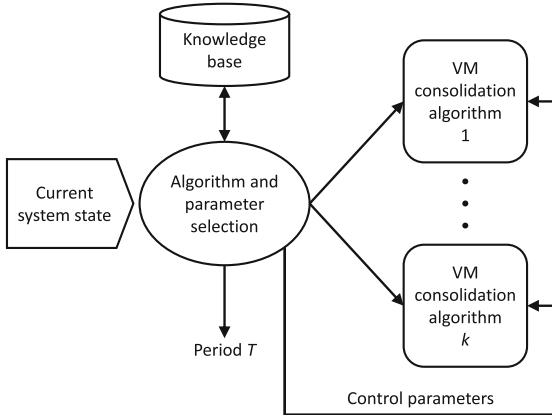 Knowledge
base
VM
consolidation
algorithm
1
Algorithm and
parameter
selection
Current
system state
VM
consolidation
algorithm
k
Period T
Control parameters